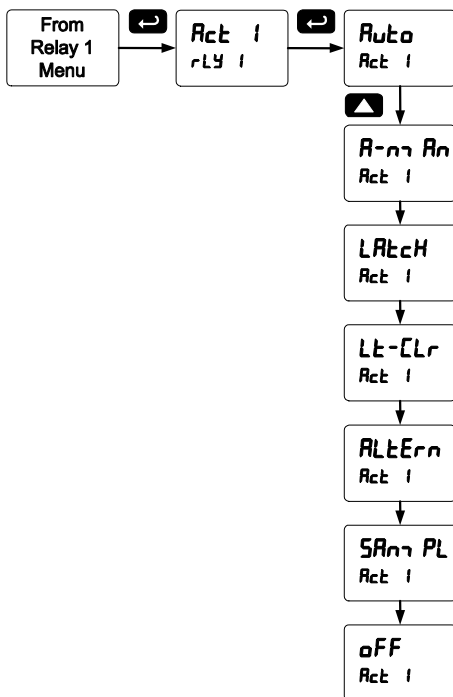 From
Relay 1
Menu
Act 1
rLY 1
Auto
Act 1
A-man
Act 1
LAtcH
Act 1
Lt-CLr
Act 1
ALtErn
Act 1
SAmPL
Act 1
oFF
Act 1